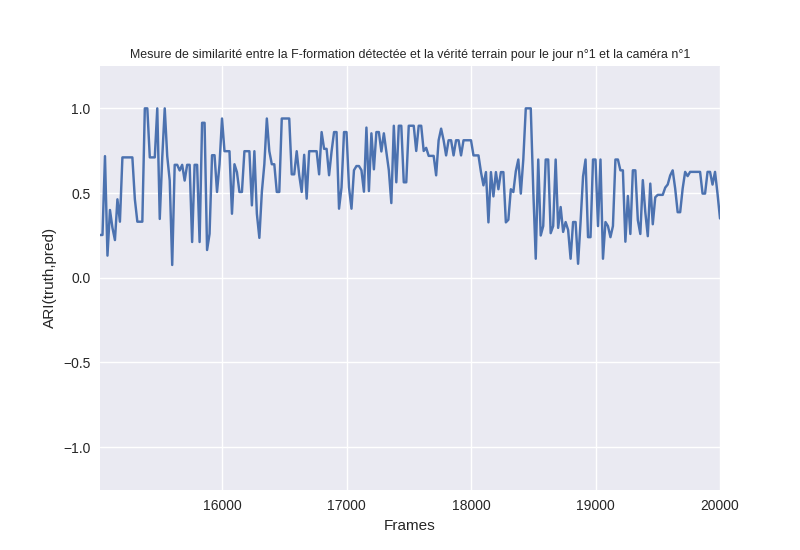 Mesure de similarité entre la F-formation détectée et la vérité terrain pour le jour n°1 et la caméra n°1
1.0
0.5
0.0
−0.5
−1.0
ARI(truth,pred)
16000 17000 18000 19000 20000
Frames